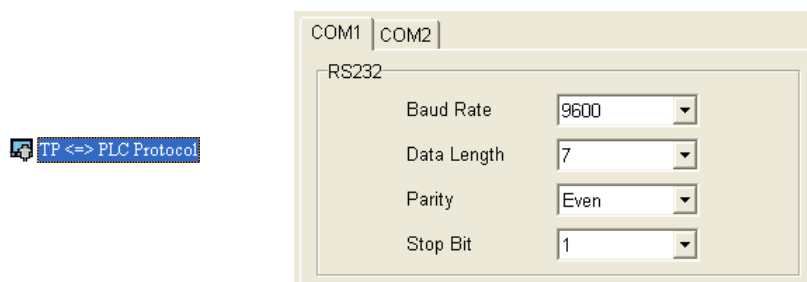 TP <=> PLC Protocol
COM1 COM2
RS232
Baud Rate 9600
Data Length 7
Parity Even
Stop Bit 1